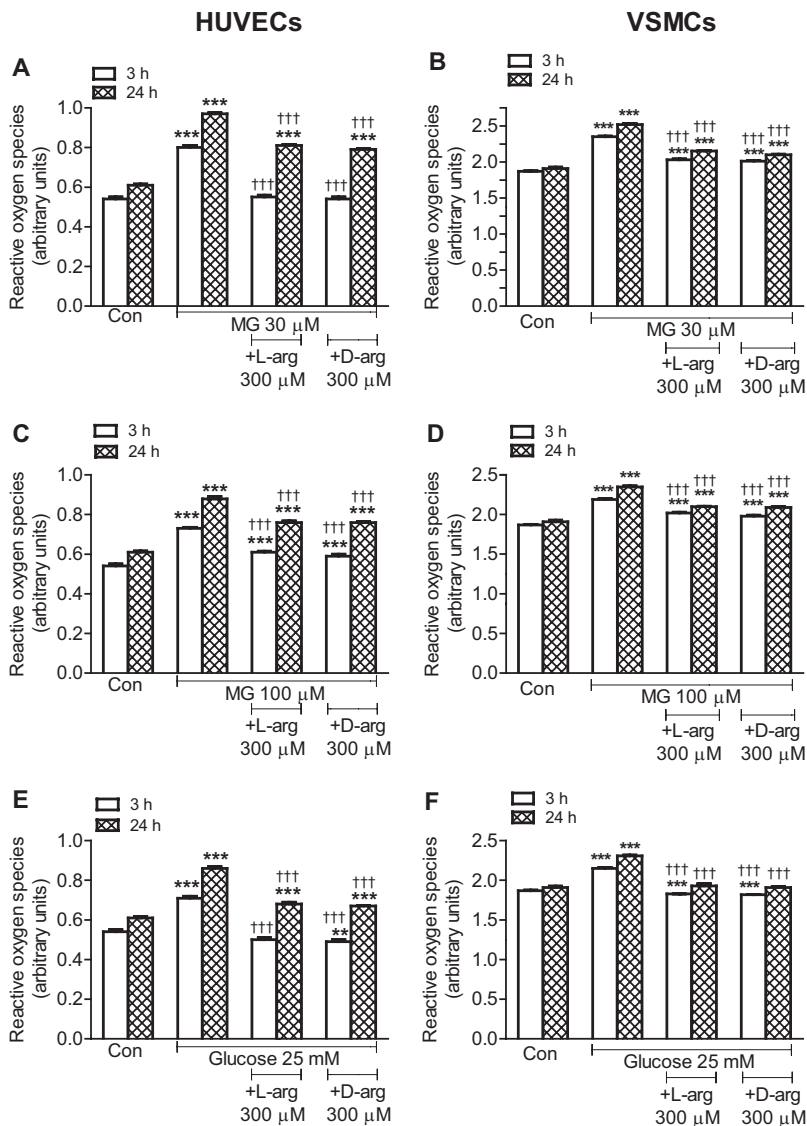 HUVECs
VSMCs
A
3 h
24 h
Reactive oxygen species
(arbitrary units)
1.0
0.8
0.6
0.4
0.2
0.0
***
***
†††
†††
***
†††
†††
***
Con
MG 30 µM
+L-arg
300 µM
+D-arg
300 µM
B
3 h
24 h
Reactive oxygen species
(arbitrary units)
2.5
2.0
1.5
1.0
0.5
0.0
***
***
†††
***
†††
***
†††
***
†††
***
Con
MG 30 µM
+L-arg
300 µM
+D-arg
300 µM
C
3 h
24 h
Reactive oxygen species
(arbitrary units)
1.0
0.8
0.6
0.4
0.2
0.0
***
***
†††
***
†††
***
†††
***
†††
***
Con
MG 100 µM
+L-arg
300 µM
+D-arg
300 µM
D
3 h
24 h
Reactive oxygen species
(arbitrary units)
2.5
2.0
1.5
1.0
0.5
0.0
***
***
†††
***
†††
***
†††
***
†††
***
Con
MG 100 µM
+L-arg
300 µM
+D-arg
300 µM
E
3 h
24 h
Reactive oxygen species
(arbitrary units)
1.0
0.8
0.6
0.4
0.2
0.0
***
***
†††
†††
***
†††
**
†††
***
Con
Glucose 25 mM
+L-arg
300 µM
+D-arg
300 µM
F
3 h
24 h
Reactive oxygen species
(arbitrary units)
2.5
2.0
1.5
1.0
0.5
0.0
***
***
†††
***
†††
†††
***
†††
Con
Glucose 25 mM
+L-arg
300 µM
+D-arg
300 µM